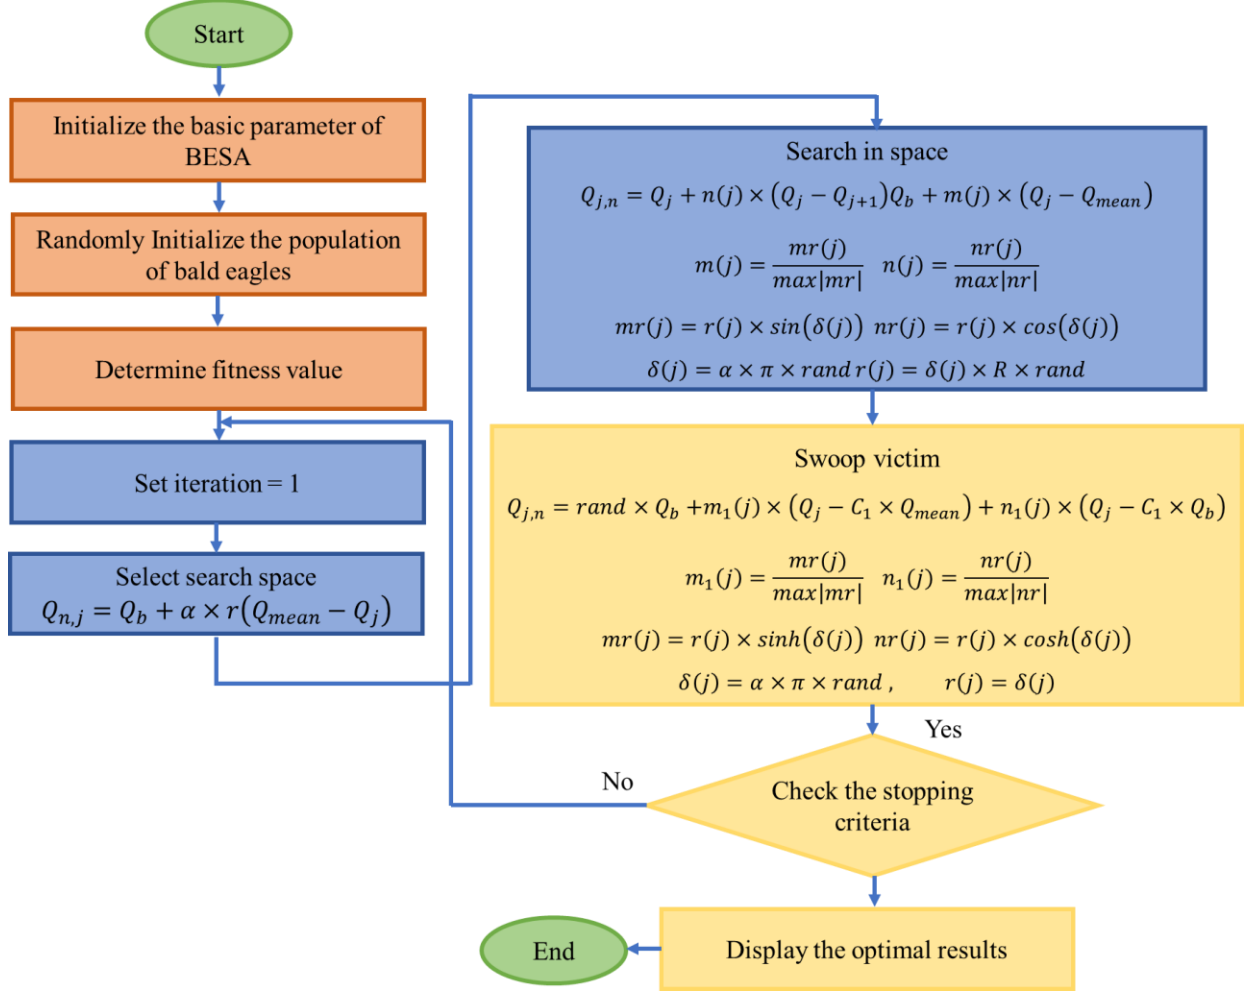 Start
Initialize the basic parameter of
BESA
Randomly Initialize the population
of bald eagles
Determine fitness value
Set iteration = 1
Select search space
Q_{n,j} = Q_b + α × r(Q_{mean} − Q_j)
Search in space
Q_{j,n} = Q_j + n(j) × (Q_j − Q_{j+1})Q_b + m(j) × (Q_j − Q_{mean})
m(j) = mr(j)/max|mr| n(j) = nr(j)/max|nr|
mr(j) = r(j) × sin(δ(j)) nr(j) = r(j) × cos(δ(j))
δ(j) = α × π × rand r(j) = δ(j) × R × rand
Swoop victim
Q_{j,n} = rand × Q_b +m_1(j) × (Q_j − C_1 × Q_{mean}) + n_1(j) × (Q_j − C_1 × Q_b)
m_1(j) = mr(j)/max|mr| n_1(j) = nr(j)/max|nr|
mr(j) = r(j) × sinh(δ(j)) nr(j) = r(j) × cosh(δ(j))
δ(j) = α × π × rand , r(j) = δ(j)
Yes
No
Check the stopping
criteria
Display the optimal results
End